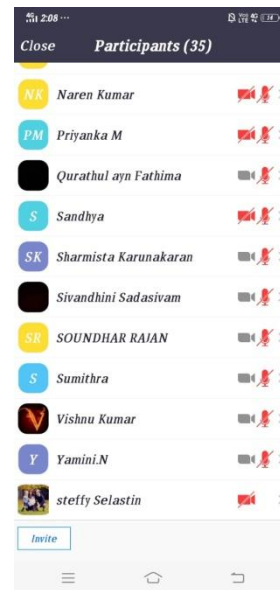 2:08 ...
Close Participants (35)
NK Naren Kumar
PM Priyanka M
Qurathul ayn Fathima
S Sandhya
SK Sharmista Karunakaran
Sivandhini Sadasivam
SR SOUNDHAR RAJAN
S Sumithra
Vishnu Kumar
Y Yamini.N
steffy Selastin
Invite